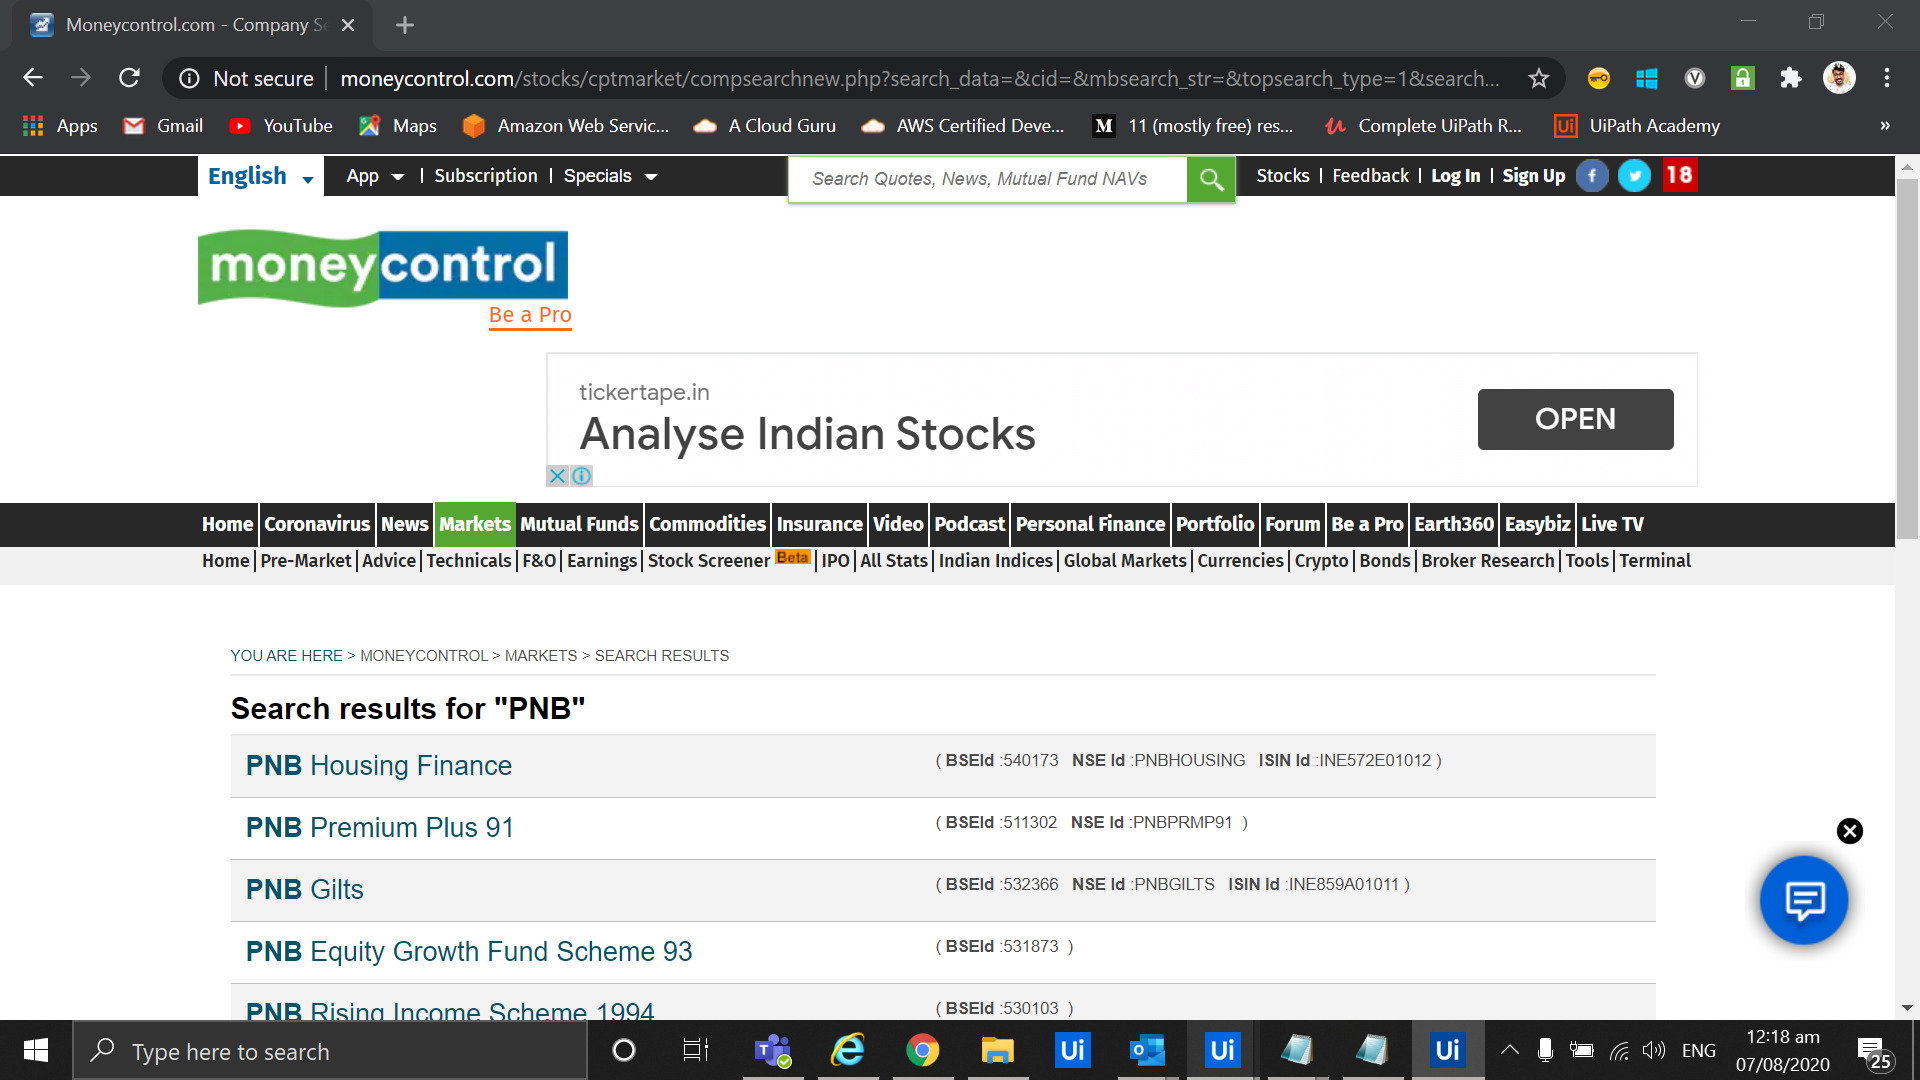 Moneycontrol.com - Company Se
Not secure moneycontrol.com/stocks/cptmarket/compsearchnew.php?search_data=&cid=&mbsearch_str=&topsearch_type=1&search...
Apps Gmail YouTube Maps Amazon Web Servic... A Cloud Guru AWS Certified Deve... M 11 (mostly free) res... Complete UiPath R... Ui UiPath Academy »
English App Subscription Specials Search Quotes, News, Mutual Fund NAVs Stocks Feedback Log In Sign Up f 18
moneycontrol
Be a Pro
tickertape.in
Analyse Indian Stocks
OPEN
Home Coronavirus News Markets Mutual Funds Commodities Insurance Video Podcast Personal Finance Portfolio Forum Be a Pro Earth360 Easybiz Live TV
Home Pre-Market Advice Technicals F&O Earnings Stock Screener Beta IPO All Stats Indian Indices Global Markets Currencies Crypto Bonds Broker Research Tools Terminal
YOU ARE HERE > MONEYCONTROL > MARKETS > SEARCH RESULTS
Search results for "PNB"
PNB Housing Finance ( BSEId :540173 NSE Id :PNBHOUSING ISIN Id :INE572E01012 )
PNB Premium Plus 91 ( BSEId :511302 NSE Id :PNBPRMP91 )
PNB Gilts ( BSEId :532366 NSE Id :PNBGILTS ISIN Id :INE859A01011 )
PNB Equity Growth Fund Scheme 93 ( BSEId :531873 )
PNB Rising Income Scheme 1994 ( BSEId :530103 )
Type here to search Ui Ui Ui ENG 12:18 am
07/08/2020 25